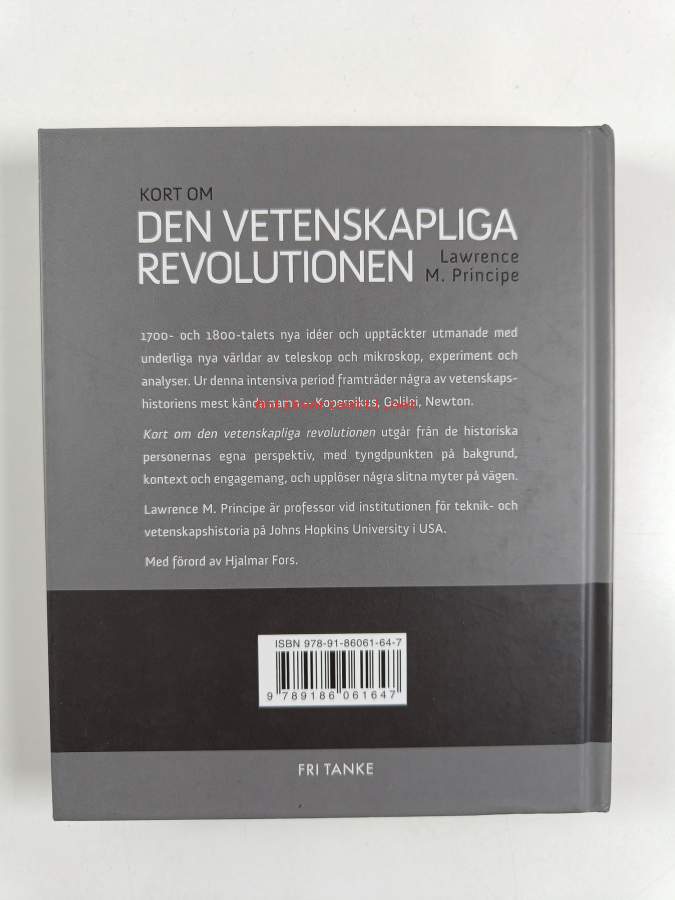 KORT OM
DEN VETENSKAPLIGA
REVOLUTIONEN
Lawrence
M. Principe
1700- och 1800-talets nya idéer och upptäckter utmanade med
underliga nya världar av teleskop och mikroskop, experiment och
analyser. Ur denna intensiva period framträder några av vetenskaps-
historiens mest kända namn – Kopernikus, Galilei, Newton.
Kort om den vetenskapliga revolutionen utgår från de historiska
personernas egna perspektiv, med tyngdpunkten på bakgrund,
kontext och engagemang, och upplöser några slitna myter på vägen.
Lawrence M. Principe är professor vid institutionen för teknik- och
vetenskapshistoria på Johns Hopkins University i USA.
Med förord av Hjalmar Fors.
ISBN 978-91-86061-64-7
9 789186 061647
FRI TANKE